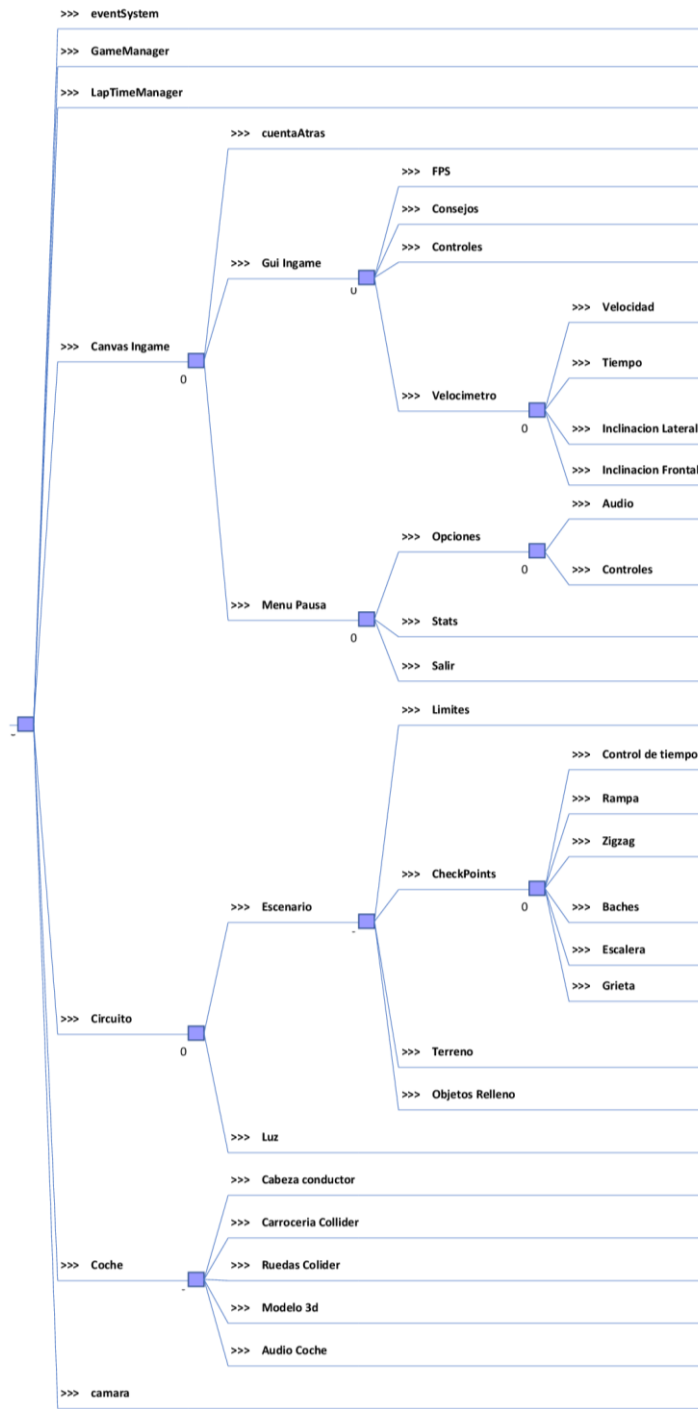 >>> eventSystem
>>> GameManager
>>> LapTimeManager
>>> cuentaAtras
>>> FPS
>>> Consejos
>>> Controles
>>> Gui Ingame
0
>>> Velocidad
>>> Tiempo
>>> Canvas Ingame
0
>>> Velocimetro
0
>>> Inclinacion Lateral
>>> Inclinacion Frontal
>>> Audio
>>> Opciones
0
>>> Controles
>>> Menu Pausa
0
>>> Stats
>>> Salir
>>> Limites
-
>>> Control de tiempo
>>> Rampa
>>> Zigzag
>>> CheckPoints
0
>>> Baches
>>> Escenario
-
>>> Escalera
>>> Grieta
>>> Circuito
0
>>> Terreno
>>> Objetos Relleno
>>> Luz
>>> Cabeza conductor
>>> Carroceria Collider
>>> Coche
-
>>> Ruedas Colider
>>> Modelo 3d
>>> Audio Coche
>>> camara